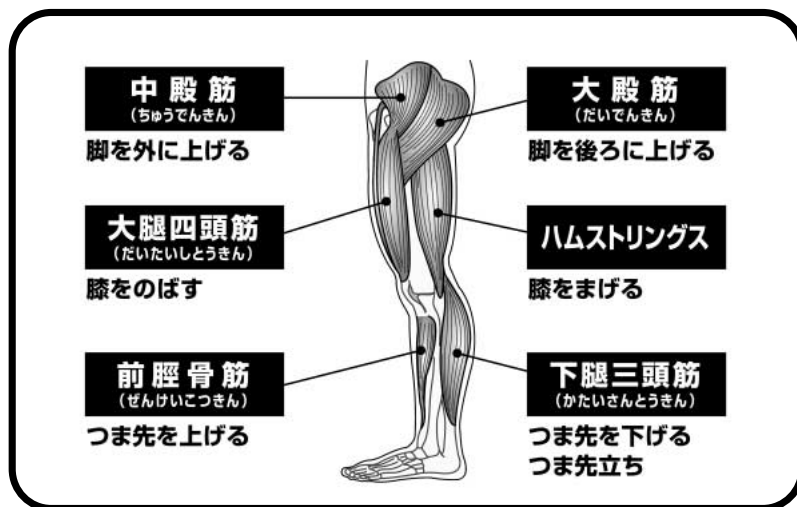 中殿筋
(ちゅうでんきん)
脚を外に上げる
大殿筋
(だいでんきん)
脚を後ろに上げる
大腿四頭筋
(だいたいしとうきん)
膝をのばす
ハムストリングス
膝をまげる
前脛骨筋
(ぜんけいこつきん)
つま先を上げる
下腿三頭筋
(かたいさんとうきん)
つま先を下げる
つま先立ち